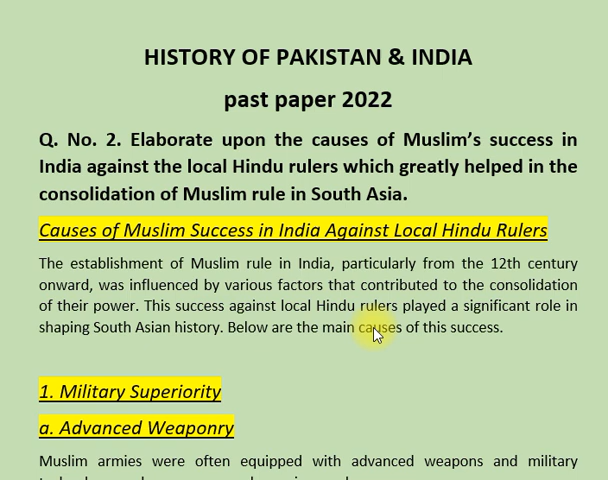 HISTORY OF PAKISTAN & INDIA
past paper 2022
Q. No. 2. Elaborate upon the causes of Muslim's success in
India against the local Hindu rulers which greatly helped in the
consolidation of Muslim rule in South Asia.
Causes of Muslim Success in India Against Local Hindu Rulers
The establishment of Muslim rule in India, particularly from the 12th century
onward, was influenced by various factors that contributed to the consolidation
of their power. This success against local Hindu rulers played a significant role in
shaping South Asian history. Below are the main causes of this success.
1. Military Superiority
a. Advanced Weaponry
Muslim armies were often equipped with advanced weapons and military